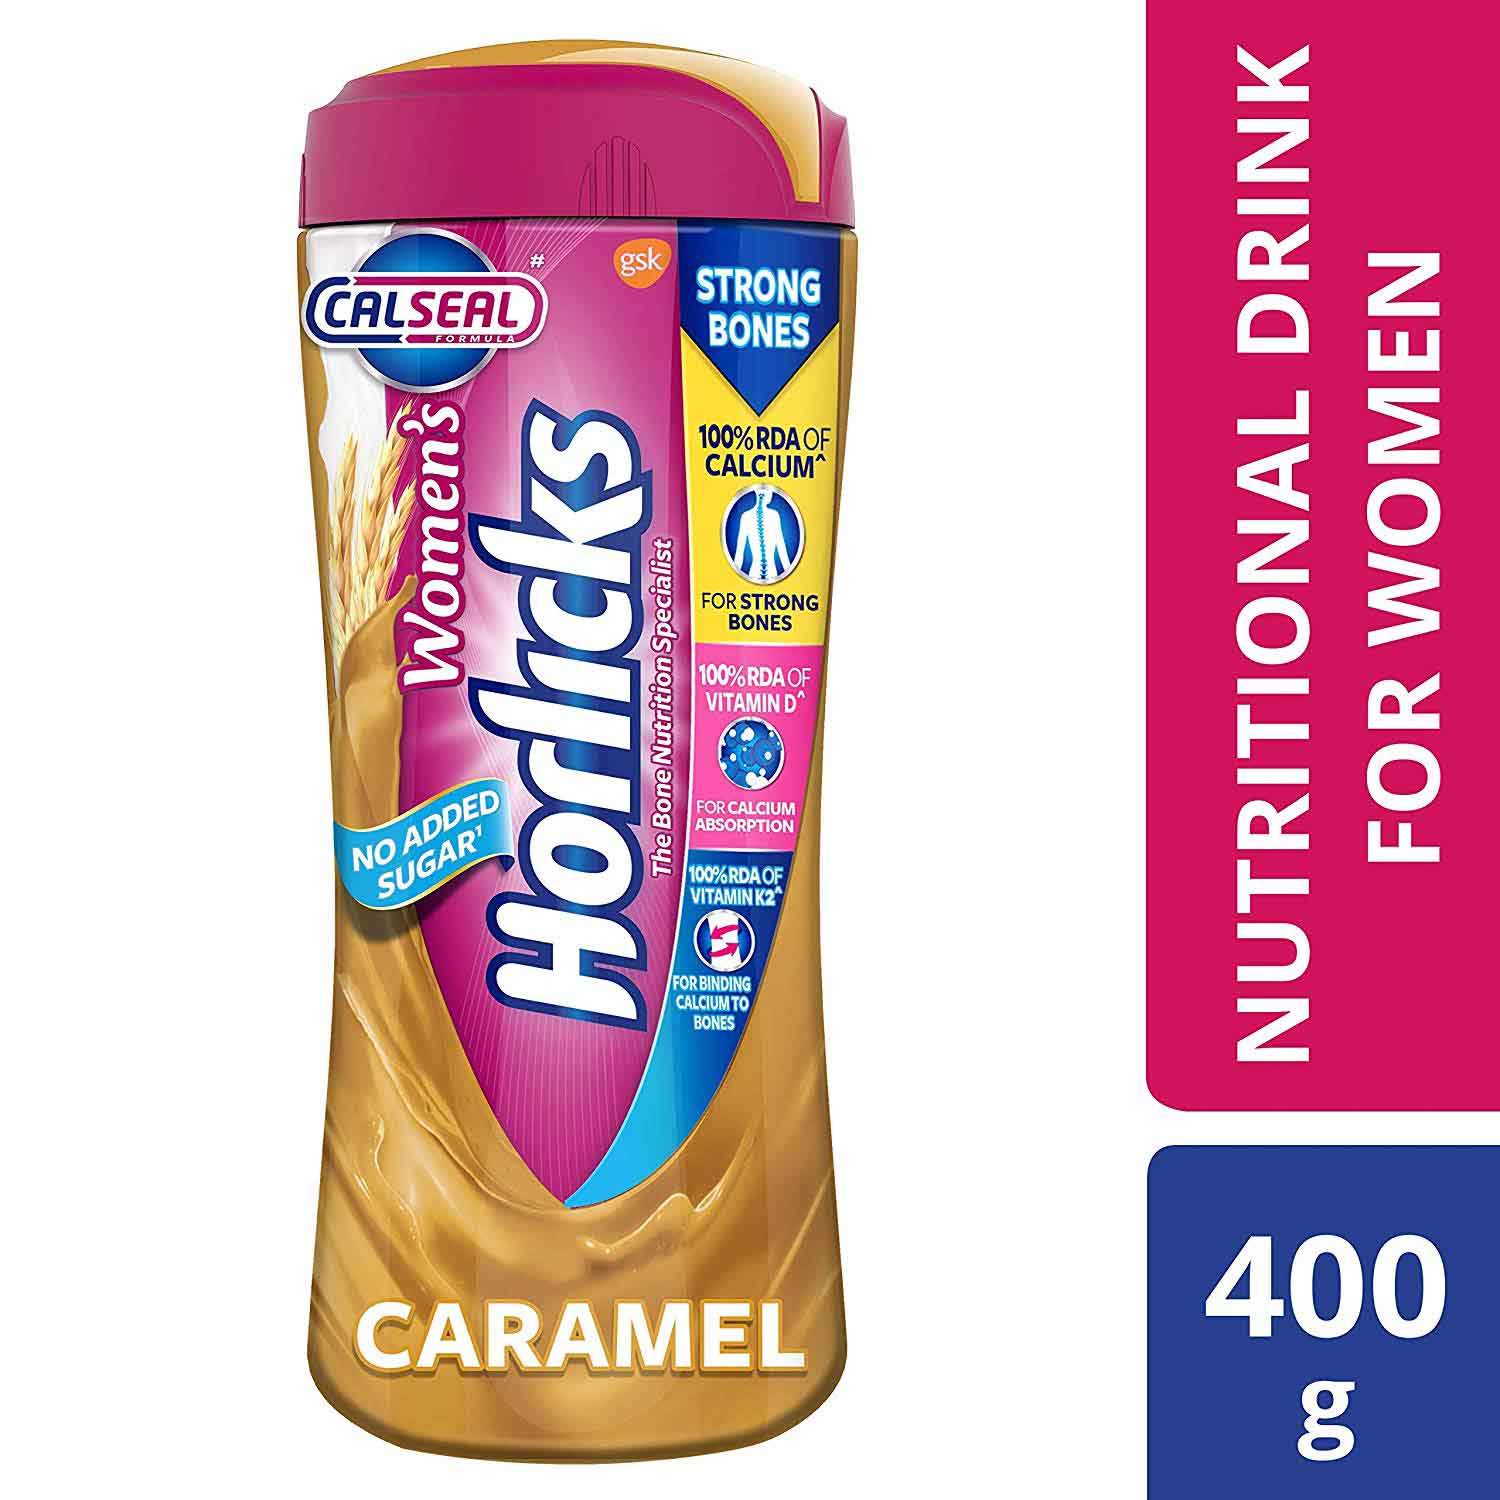 CALSEAL
FORMULA
#
gsk
Women's
Horlicks
The Bone Nutrition Specialist
NO ADDED
SUGAR¹
STRONG
BONES
100% RDA OF
CALCIUM^
FOR STRONG
BONES
100% RDA OF
VITAMIN D^
FOR CALCIUM
ABSORPTION
100% RDA OF
VITAMIN K2^
FOR BINDING
CALCIUM TO
BONES
CARAMEL
NUTRITIONAL DRINK
FOR WOMEN
400
g